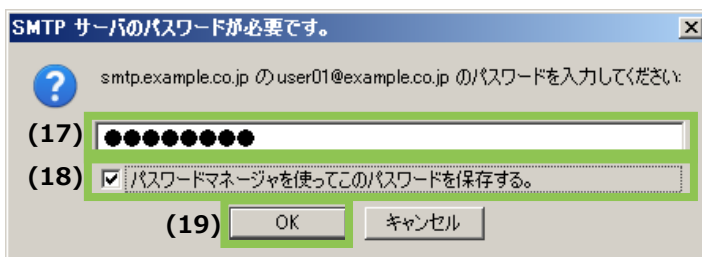 SMTP サーバのパスワードが必要です。
smtp.example.co.jp の user01@example.co.jp のパスワードを入力してください:
(17) ●●●●●●●●
(18) パスワードマネージャを使ってこのパスワードを保存する。
(19) OK キャンセル